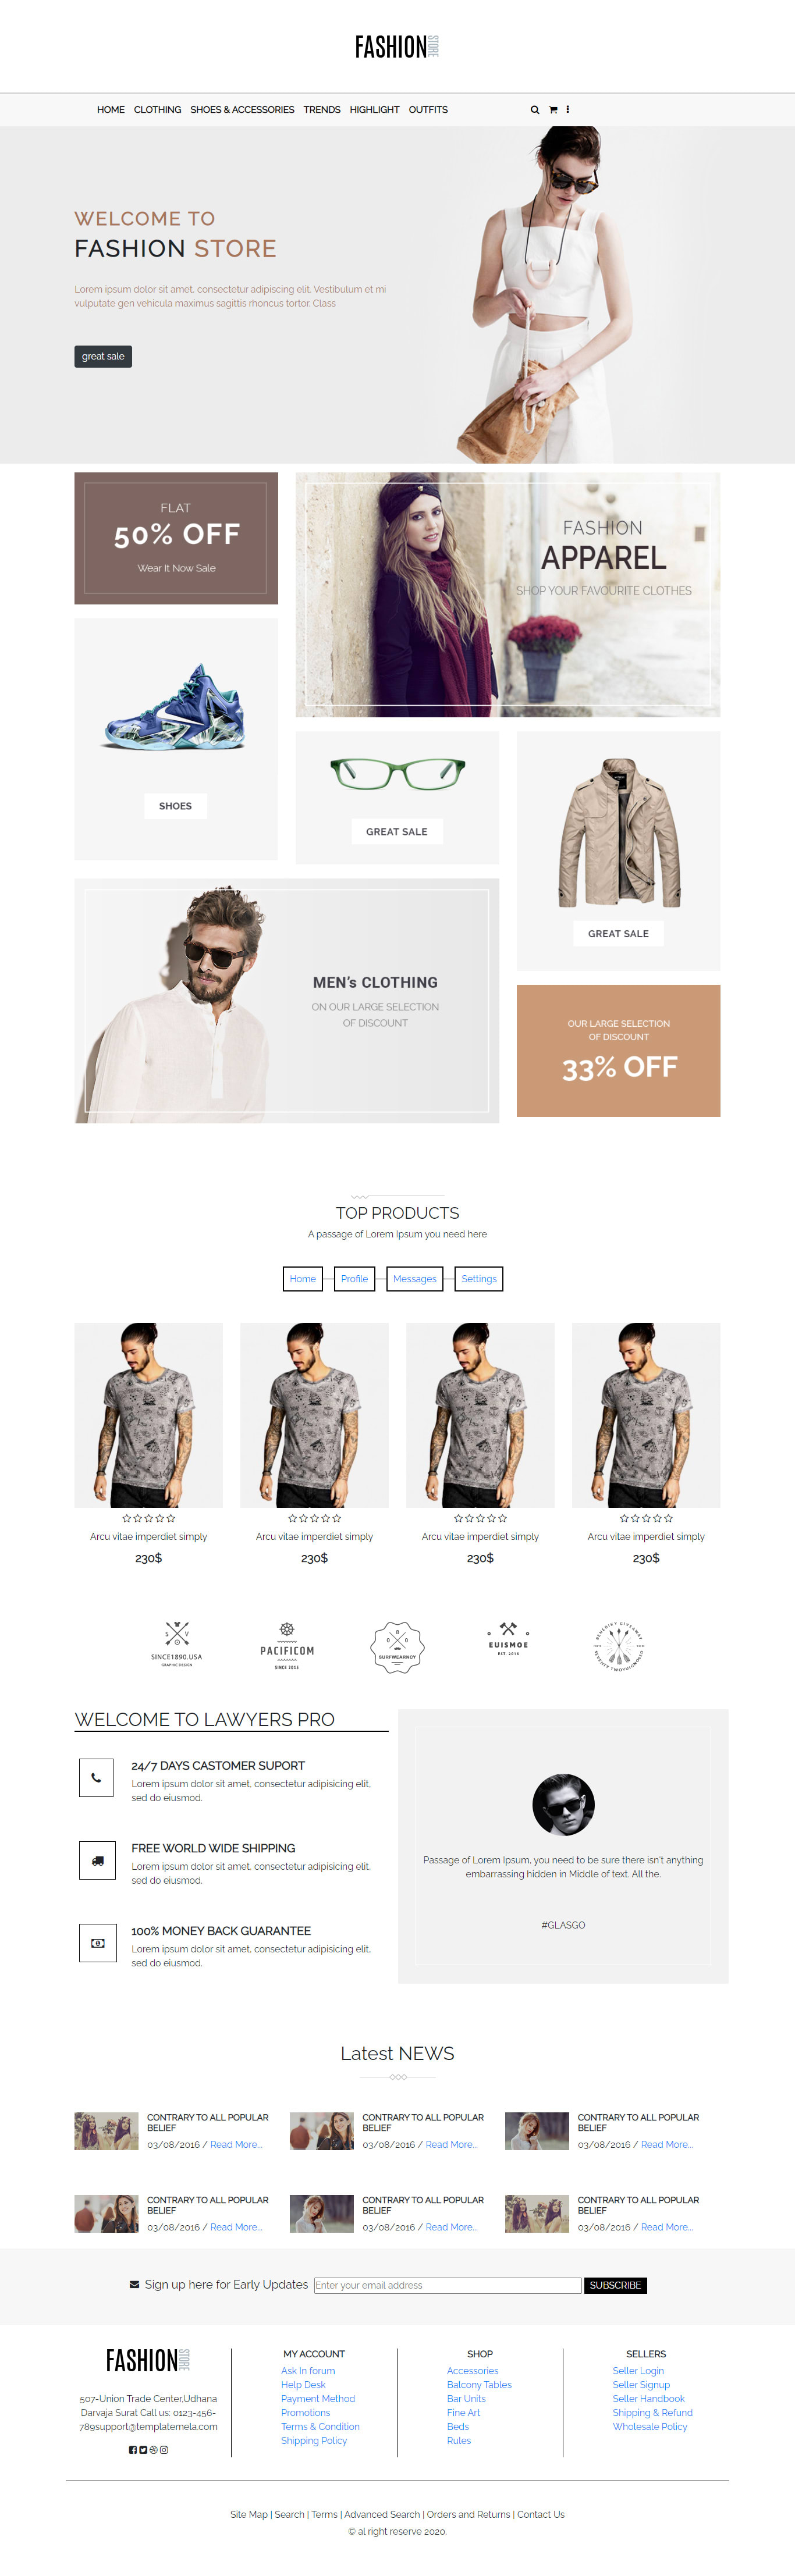 FASHION STORE
HOME CLOTHING SHOES & ACCESSORIES TRENDS HIGHLIGHT OUTFITS
WELCOME TO
FASHION STORE
Lorem ipsum dolor sit amet, consectetur adipiscing elit. Vestibulum et mi
vulputate gen vehicula maximus sagittis rhoncus tortor. Class
great sale
FLAT
50% OFF
Wear It Now Sale
FASHION
APPAREL
SHOP YOUR FAVOURITE CLOTHES
SHOES
GREAT SALE
GREAT SALE
MEN's CLOTHING
ON OUR LARGE SELECTION
OF DISCOUNT
OUR LARGE SELECTION
OF DISCOUNT
33% OFF
TOP PRODUCTS
A passage of Lorem Ipsum you need here
Home Profile Messages Settings
Arcu vitae imperdiet simply
230$
Arcu vitae imperdiet simply
230$
Arcu vitae imperdiet simply
230$
Arcu vitae imperdiet simply
230$
S V
SINCE1890.USA
GRAPHIC DESIGN
PACIFICOM
SINCE 2013
SURFWEARNCY
EUISMOE
EST. 2013
WELCOME TO LAWYERS PRO
24/7 DAYS CASTOMER SUPORT
Lorem ipsum dolor sit amet, consectetur adipisicing elit,
sed do eiusmod.
FREE WORLD WIDE SHIPPING
Lorem ipsum dolor sit amet, consectetur adipisicing elit,
sed do eiusmod.
100% MONEY BACK GUARANTEE
Lorem ipsum dolor sit amet, consectetur adipisicing elit,
sed do eiusmod.
Passage of Lorem Ipsum, you need to be sure there isn't anything
embarrassing hidden in Middle of text. All the.
#GLASGO
Latest NEWS
CONTRARY TO ALL POPULAR
BELIEF
03/08/2016 / Read More...
CONTRARY TO ALL POPULAR
BELIEF
03/08/2016 / Read More...
CONTRARY TO ALL POPULAR
BELIEF
03/08/2016 / Read More...
CONTRARY TO ALL POPULAR
BELIEF
03/08/2016 / Read More...
CONTRARY TO ALL POPULAR
BELIEF
03/08/2016 / Read More...
CONTRARY TO ALL POPULAR
BELIEF
03/08/2016 / Read More...
Sign up here for Early Updates Enter your email address SUBSCRIBE
FASHION STORE
507-Union Trade Center,Udhana
Darvaja Surat Call us: 0123-456-
789support@templatemela.com
MY ACCOUNT
Ask In forum
Help Desk
Payment Method
Promotions
Terms & Condition
Shipping Policy
SHOP
Accessories
Balcony Tables
Bar Units
Fine Art
Beds
Rules
SELLERS
Seller Login
Seller Signup
Seller Handbook
Shipping & Refund
Wholesale Policy
Site Map | Search | Terms | Advanced Search | Orders and Returns | Contact Us
© al right reserve 2020.